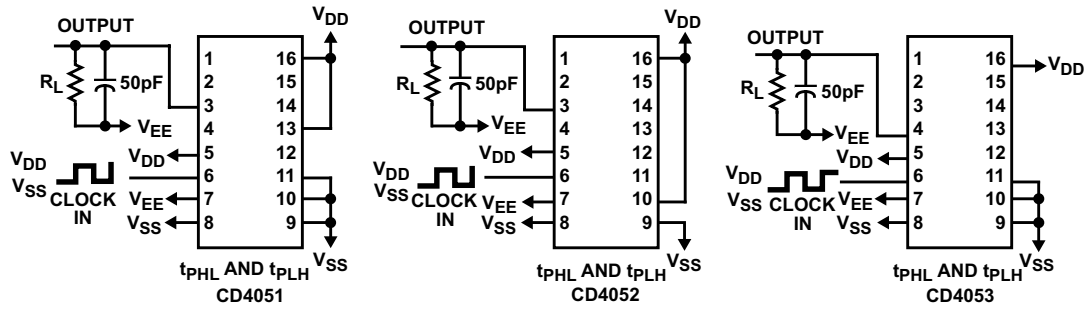 OUTPUT
R_L
50pF
V_EE
V_DD
V_DD
V_SS
CLOCK
IN
V_EE
V_SS
1
2
3
4
5
6
7
8
16
15
14
13
12
11
10
9
V_DD
V_SS
t_PHL AND t_PLH
CD4051
OUTPUT
R_L
50pF
V_EE
V_DD
V_DD
V_SS
CLOCK
IN
V_EE
V_SS
1
2
3
4
5
6
7
8
16
15
14
13
12
11
10
9
V_DD
V_SS
t_PHL AND t_PLH
CD4052
OUTPUT
R_L
50pF
V_EE
V_DD
V_DD
V_SS
CLOCK
IN
V_EE
V_SS
1
2
3
4
5
6
7
8
16
15
14
13
12
11
10
9
V_DD
V_SS
t_PHL AND t_PLH
CD4053